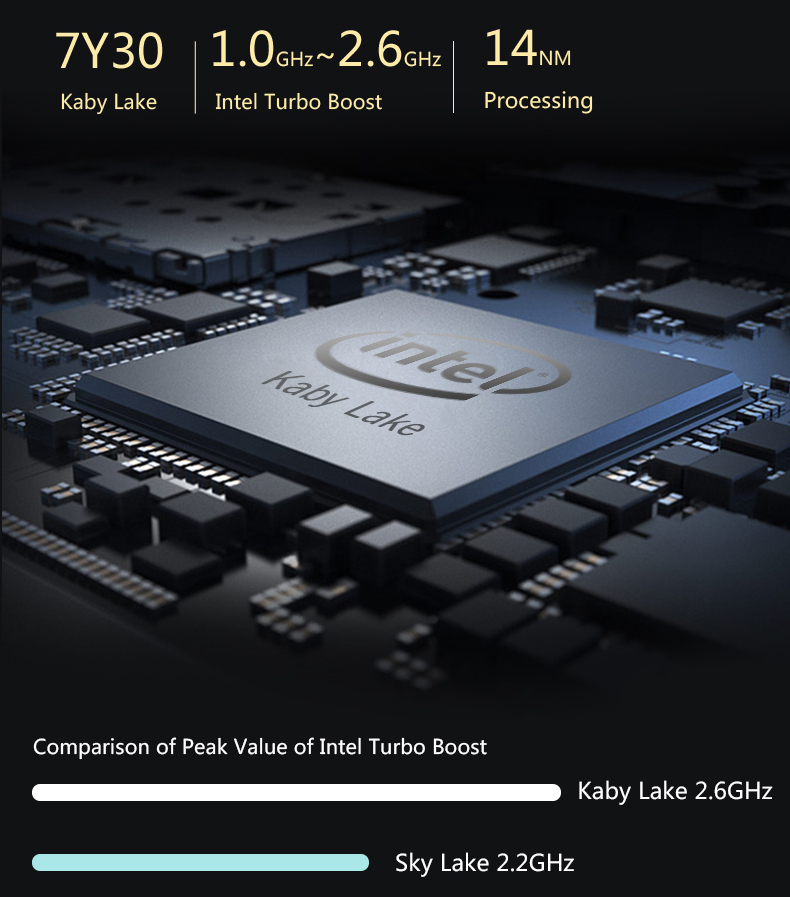 7Y30
Kaby Lake
1.0GHz~2.6GHz
Intel Turbo Boost
14NM
Processing
intel
Kaby Lake
Comparison of Peak Value of Intel Turbo Boost
Kaby Lake 2.6GHz
Sky Lake 2.2GHz